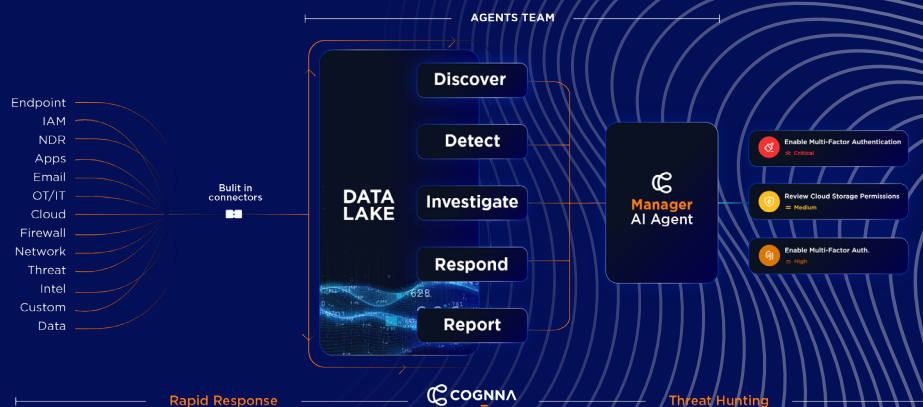 AGENTS TEAM
Endpoint
IAM
NDR
Apps
Email
OT/IT
Cloud
Firewall
Network
Threat
Intel
Custom
Data
Bulit in
connectors
DATA
LAKE
Discover
Detect
Investigate
Respond
Report
Manager
AI Agent
Enable Multi-Factor Authentication
Critical
Review Cloud Storage Permissions
Medium
Enable Multi-Factor Auth.
High
Rapid Response
COGNNA
Threat Hunting